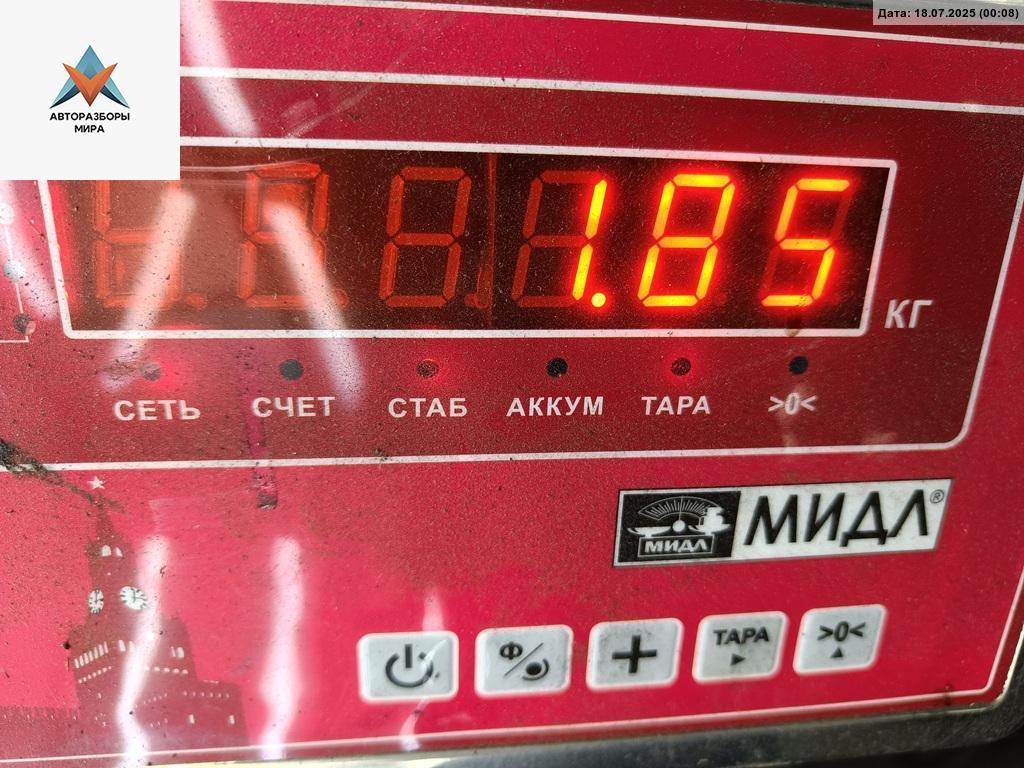 Дата: 18.07.2025 (00:08)
АВТОРАЗБОРЫ
МИРА
1.85
КГ
СЕТЬ СЧЕТ СТАБ АККУМ ТАРА >0<
МИДЛ МИДЛ®
Ф ТАРА >0<